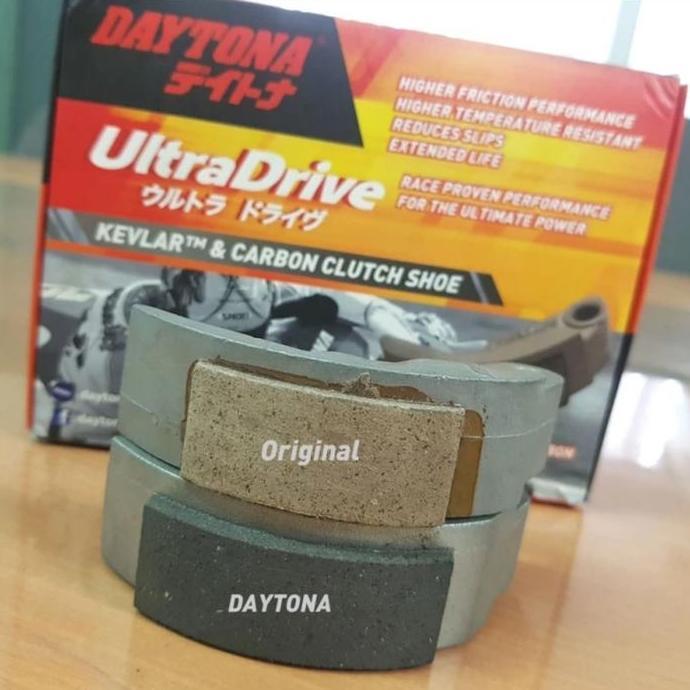 DAYTONA
デイトナ
HIGHER FRICTION PERFORMANCE
HIGHER TEMPERATURE RESISTANT
REDUCES SLIPS
EXTENDED LIFE
UltraDrive
ウルトラ ドライヴ
RACE PROVEN PERFORMANCE
FOR THE ULTIMATE POWER
KEVLAR™ & CARBON CLUTCH SHOE
SHOEI
Original
DAYTONA